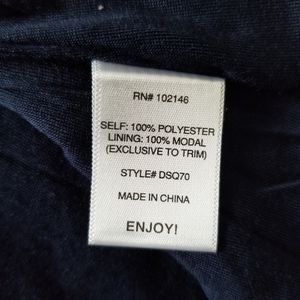 RN# 102146
SELF: 100% POLYESTER
LINING: 100% MODAL
(EXCLUSIVE TO TRIM)
STYLE# DSQ70
MADE IN CHINA
ENJOY!